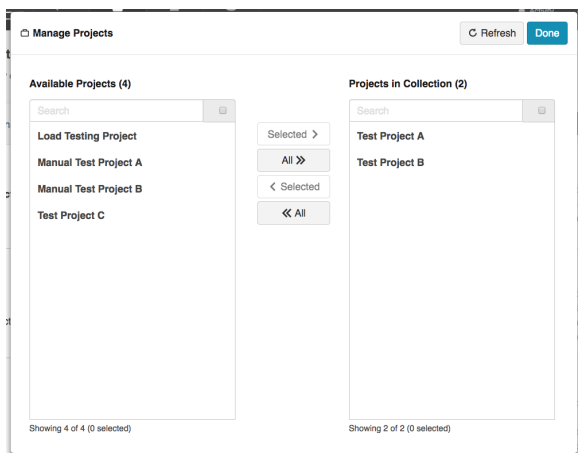 Manage Projects
Refresh
Done
Available Projects (4)
Projects in Collection (2)
Search
Search
Load Testing Project
Manual Test Project A
Manual Test Project B
Test Project C
Selected
All
Selected
All
Test Project A
Test Project B
Showing 4 of 4 (0 selected)
Showing 2 of 2 (0 selected)